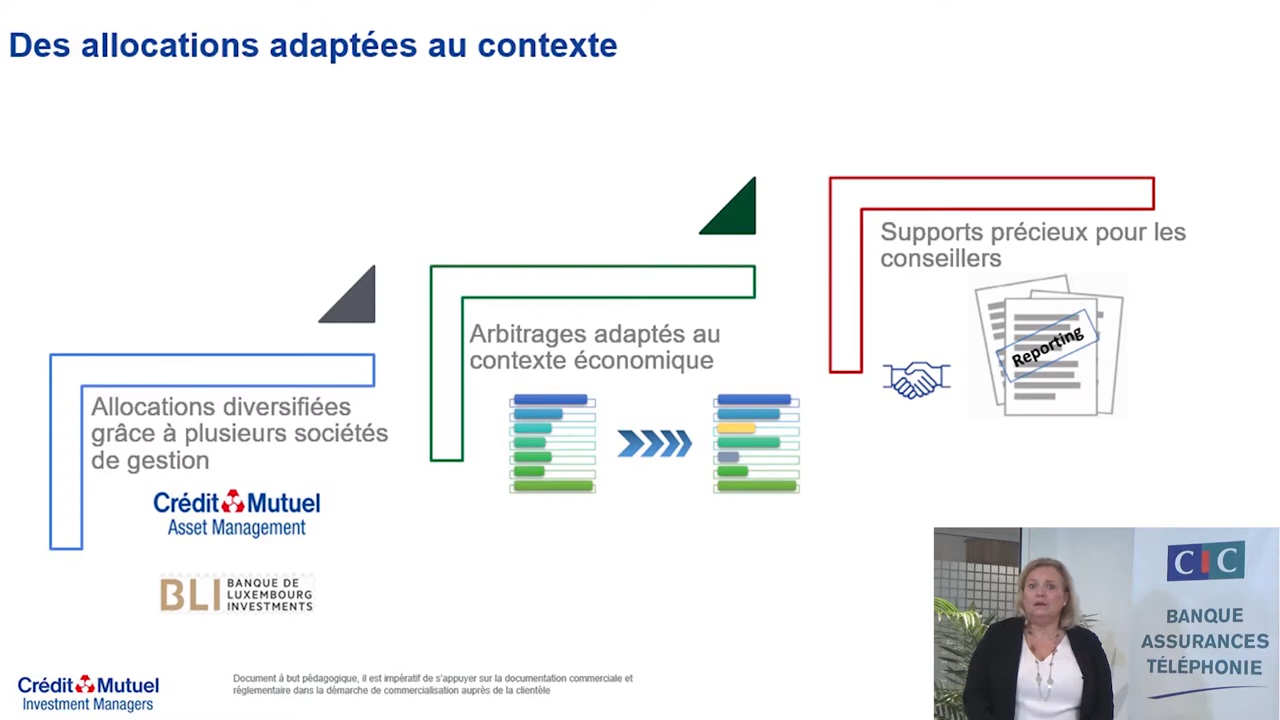 Des allocations adaptées au contexte
Allocations diversifiées
grâce à plusieurs sociétés
de gestion
Crédit Mutuel
Asset Management
BLI
BANQUE DE
LUXEMBOURG
INVESTMENTS
Arbitrages adaptés au
contexte économique
Supports précieux pour les
conseillers
Reporting
Crédit Mutuel
Investment Managers
Document à but pédagogique, il est impératif de s'appuyer sur la documentation commerciale et
réglementaire dans la démarche de commercialisation auprès de la clientèle
CIC
BANQUE
ASSURANCES
TÉLÉPHONIE